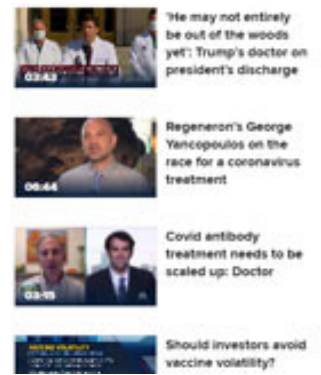 'He may not entirely
be out of the woods
yet': Trump's doctor on
president's discharge
03:43
Regeneron's George
Yancopoulos on the
race for a coronavirus
treatment
06:44
Covid antibody
treatment needs to be
scaled up: Doctor
03:15
Should investors avoid
vaccine volatility?
VACCINE VOLATILITY